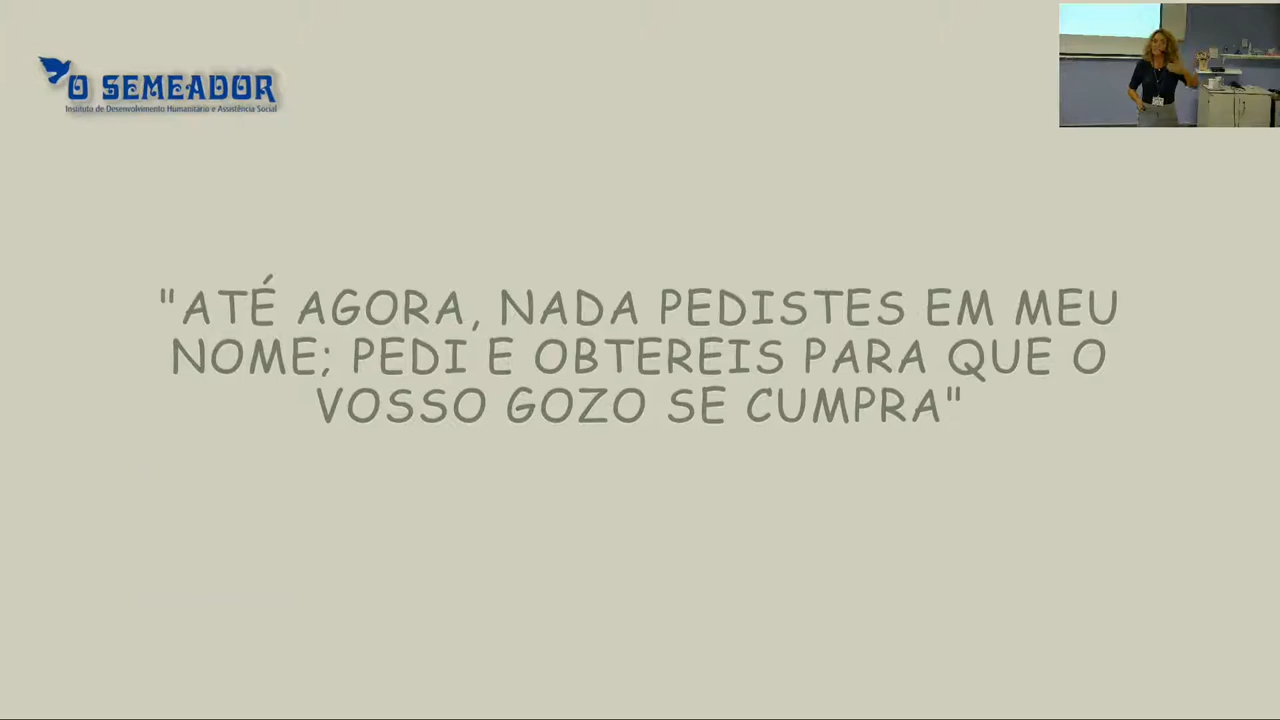 O SEMEADOR
Instituto de Desenvolvimento Humanitário e Assistência Social
"ATÉ AGORA, NADA PEDISTES EM MEU
NOME; PEDI E OBTEREIS PARA QUE O
VOSSO GOZO SE CUMPRA"